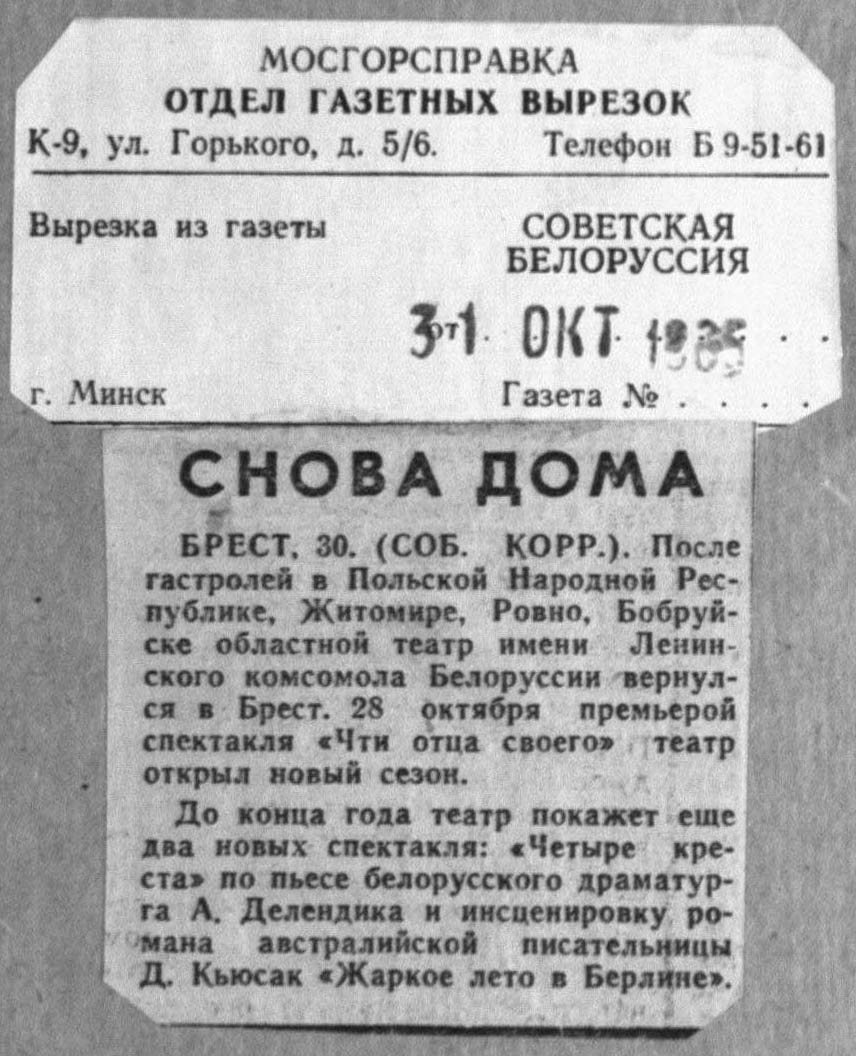 МОСГОРСПРАВКА
ОТДЕЛ ГАЗЕТНЫХ ВЫРЕЗОК
К-9, ул. Горького, д. 5/6. Телефон Б 9-51-61
Вырезка из газеты СОВЕТСКАЯ
БЕЛОРУССИЯ
от 31 ОКТ 1965 . .
г. Минск Газета № . . . .
СНОВА ДОМА
БРЕСТ, 30. (СОБ. КОРР.). После
гастролей в Польской Народной Рес-
публике, Житомире, Ровно, Бобруй-
ске областной театр имени Ленин-
ского комсомола Белоруссии вернул-
ся в Брест. 28 октября премьерой
спектакля «Чти отца своего» театр
открыл новый сезон.
До конца года театр покажет еще
два новых спектакля: «Четыре кре-
ста» по пьесе белорусского драматур-
га А. Делендика и инсценировку ро-
мана австралийской писательницы
Д. Кьюсак «Жаркое лето в Берлине».